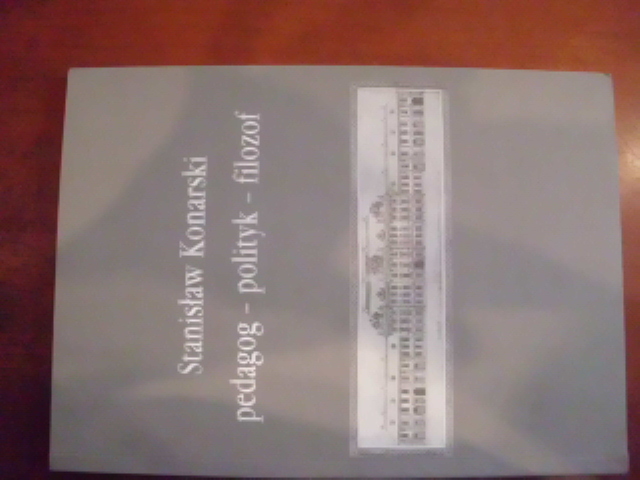 Stanisław Konarski
pedagog – polityk – filozof